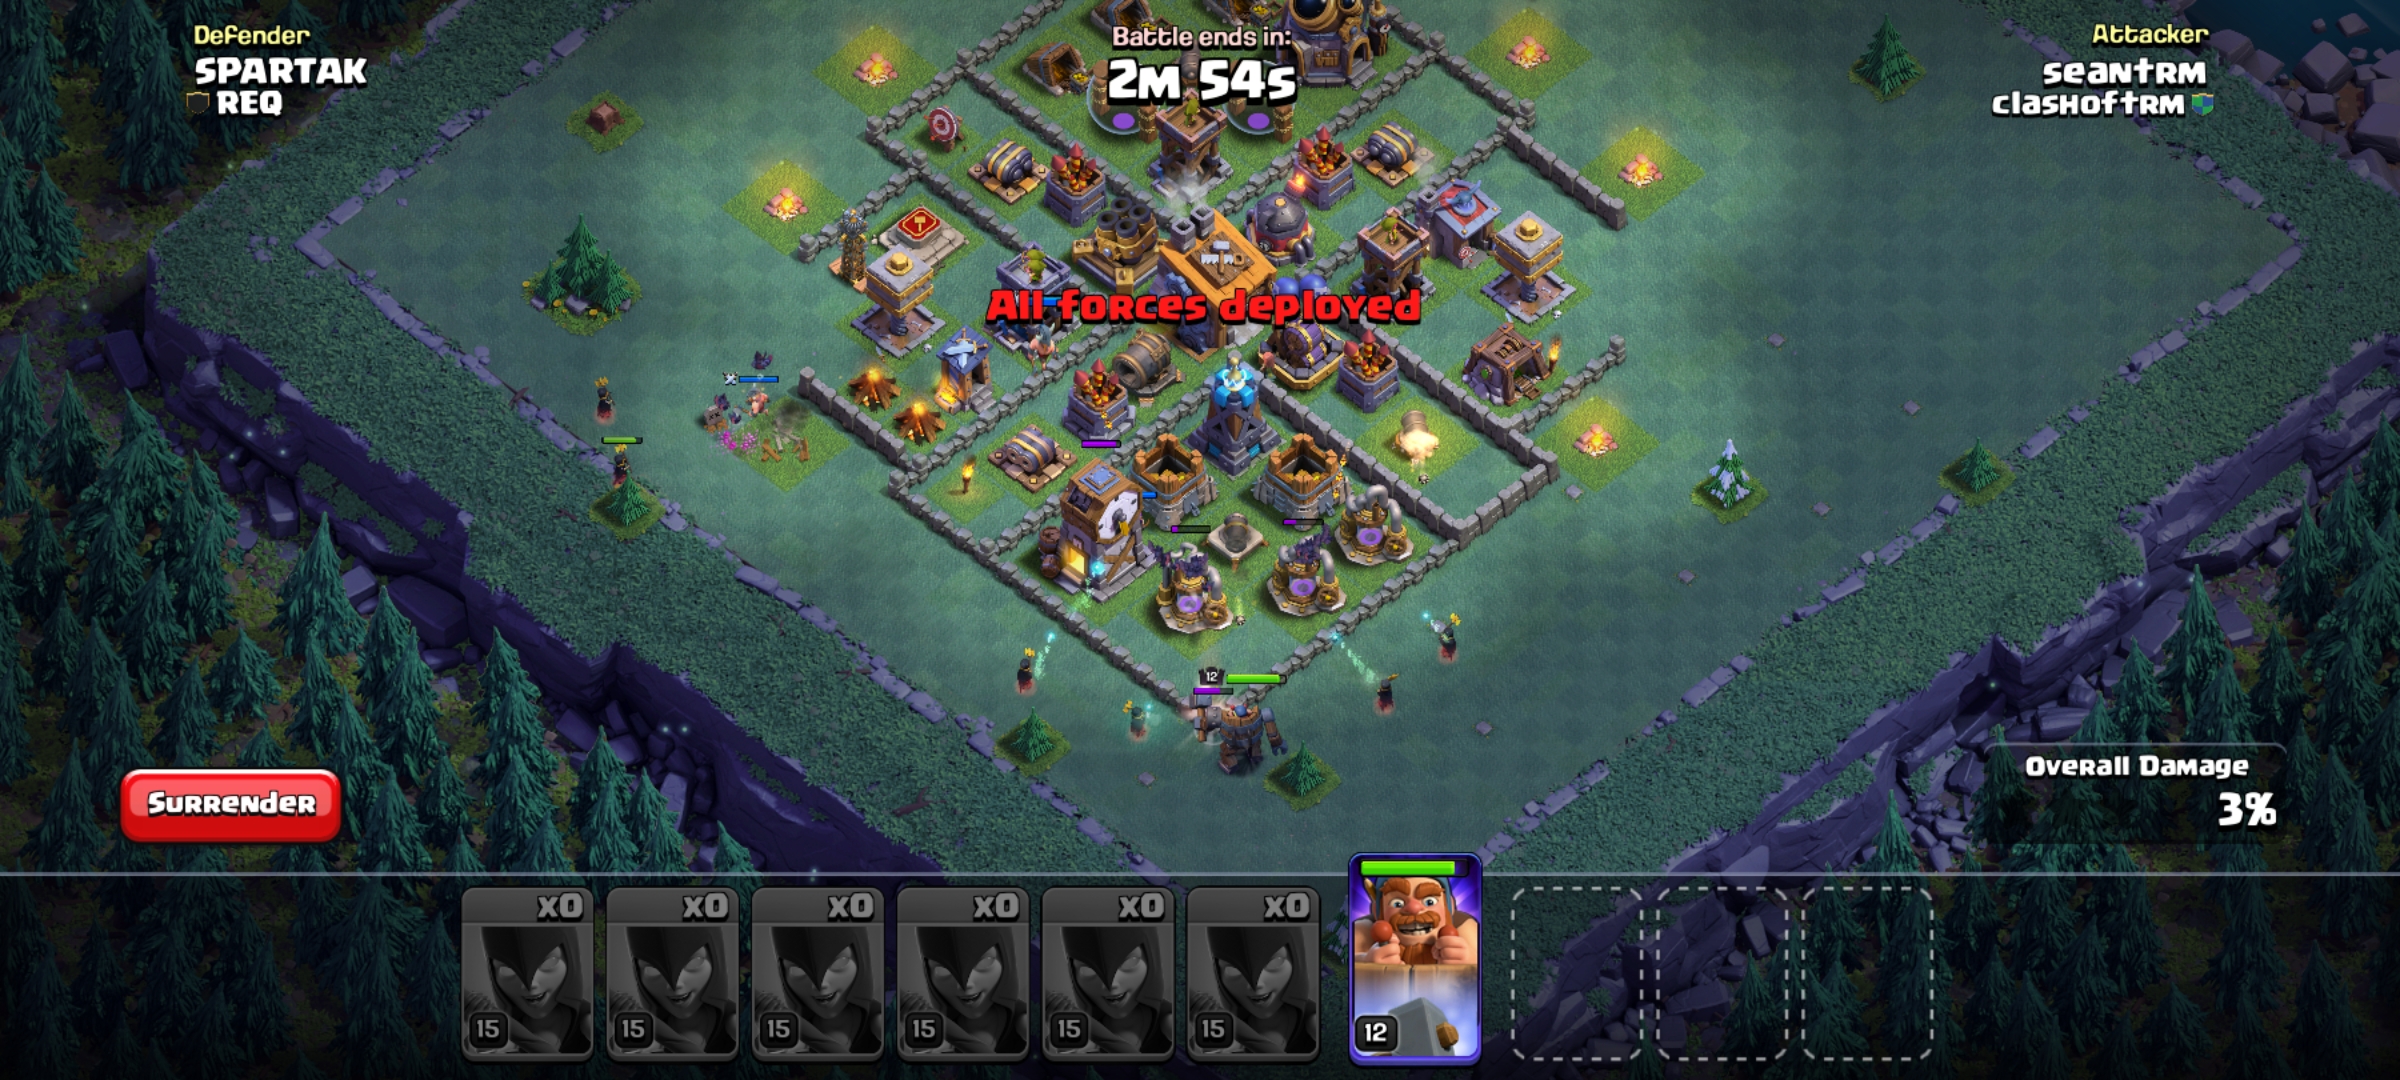 Defender
SPARTAK
REQ
Battle ends in:
2M 54s
Attacker
seantRM
clashoftRM
All forces deployed
12
Surrender
Overall Damage
3%
x0
x0
x0
x0
x0
x0
15
15
15
15
15
15
12